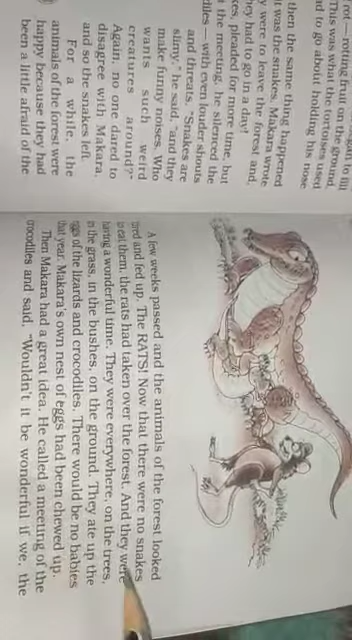 rot — rotting fruit on the ground.
This was what the tortoises used
to go about holding his nose
then the same thing happened
was the snakes. Makara wrote
were to leave the forest and,
they had to go in a day!
pleaded for more time, but
the meeting, he silenced the
— with even louder shouts
and threats. "Snakes are
slimy," he said, "and they
make funny noises. Who
wants such weird
creatures around?"
Again, no one dared to
disagree with Makara,
and so the snakes left.
For a while, the
animals of the forest were
happy because they had
been a little afraid of the
A few weeks passed and the animals of the forest looked
and fed up. The RATS! Now that there were no snakes
to eat them, the rats had taken over the forest. And they were
having a wonderful time. They were everywhere, on the trees,
in the grass, in the bushes, on the ground. They ate up the
eggs of the lizards and crocodiles. There would be no babies
that year. Makara's own nest of eggs had been chewed up.
Then Makara had a great idea. He called a meeting of the
crocodiles and said, "Wouldn't it be wonderful if we, the